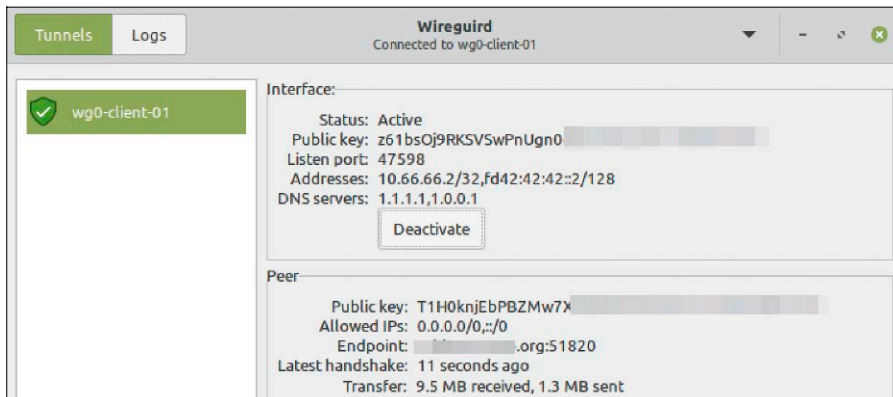 Tunnels Logs
Wireguird
Connected to wg0-client-01
wg0-client-01
Interface:
Status: Active
Public key: z61bsOj9RKSVSwPnUgn0
Listen port: 47598
Addresses: 10.66.66.2/32,fd42:42:42::2/128
DNS servers: 1.1.1.1,1.0.0.1
Deactivate
Peer
Public key: T1H0knjEbPBZMw7X
Allowed IPs: 0.0.0.0/0,::/0
Endpoint: .org:51820
Latest handshake: 11 seconds ago
Transfer: 9.5 MB received, 1.3 MB sent